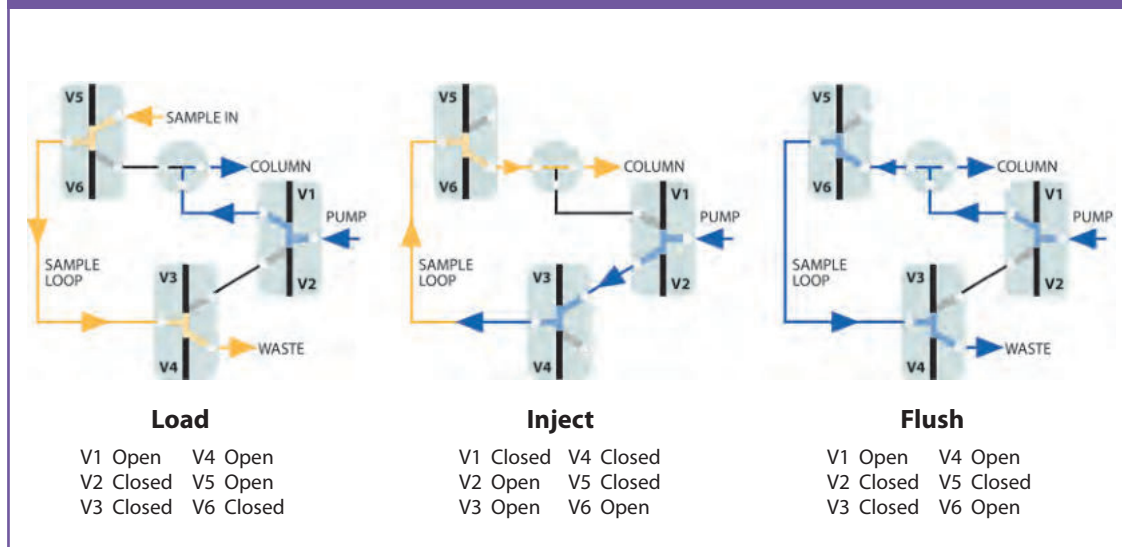 V5
SAMPLE IN
COLUMN
V6
V1
PUMP
SAMPLE
LOOP
V3
V2
WASTE
V4
V5
COLUMN
V6
V1
PUMP
SAMPLE
LOOP
V3
V2
V4
V5
COLUMN
V6
V1
PUMP
SAMPLE
LOOP
V3
V2
WASTE
V4
Load
V1 Open V4 Open
V2 Closed V5 Open
V3 Closed V6 Closed
Inject
V1 Closed V4 Closed
V2 Open V5 Closed
V3 Open V6 Open
Flush
V1 Open V4 Open
V2 Closed V5 Closed
V3 Closed V6 Open